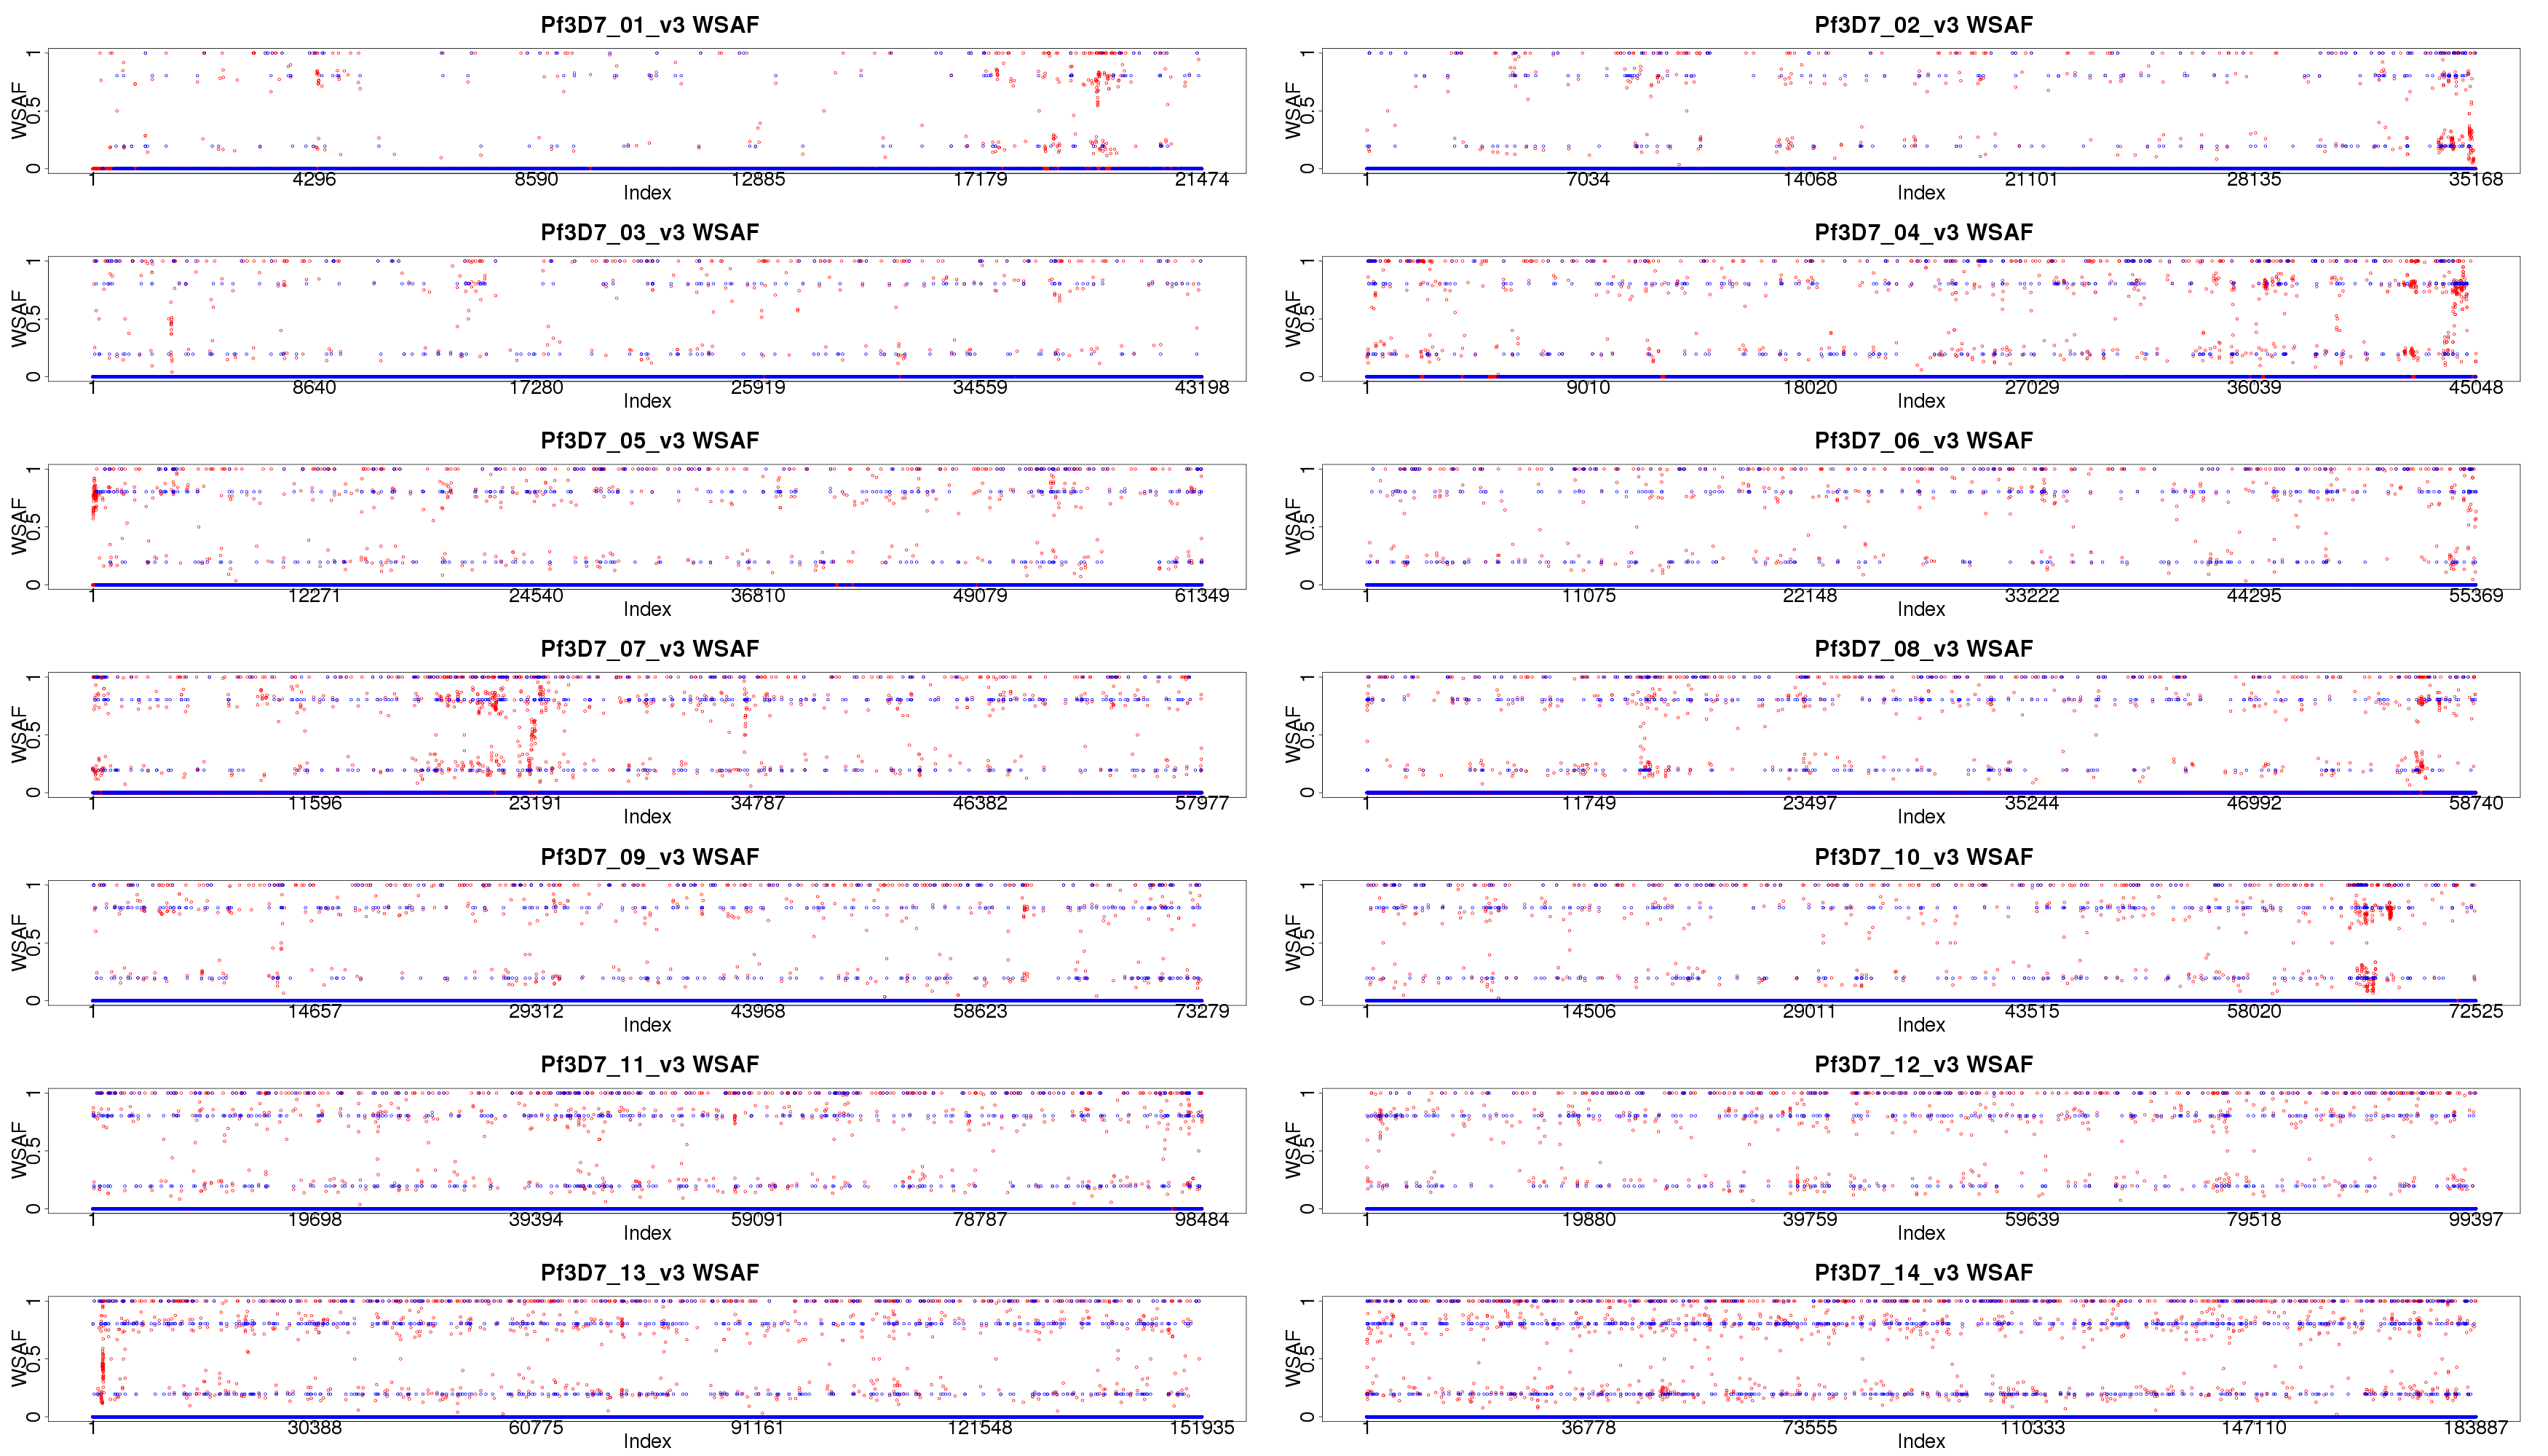 Pf3D7_01_v3 WSAF
WSAF
0 0.5 1
1 4296 8590 12885 17179 21474
Index
Pf3D7_02_v3 WSAF
WSAF
0 0.5 1
1 7034 14068 21101 28135 35168
Index
Pf3D7_03_v3 WSAF
WSAF
0 0.5 1
1 8640 17280 25919 34559 43198
Index
Pf3D7_04_v3 WSAF
WSAF
0 0.5 1
1 9010 18020 27029 36039 45048
Index
Pf3D7_05_v3 WSAF
WSAF
0 0.5 1
1 12271 24540 36810 49079 61349
Index
Pf3D7_06_v3 WSAF
WSAF
0 0.5 1
1 11075 22148 33222 44295 55369
Index
Pf3D7_07_v3 WSAF
WSAF
0 0.5 1
1 11596 23191 34787 46382 57977
Index
Pf3D7_08_v3 WSAF
WSAF
0 0.5 1
1 11749 23497 35244 46992 58740
Index
Pf3D7_09_v3 WSAF
WSAF
0 0.5 1
1 14657 29312 43968 58623 73279
Index
Pf3D7_10_v3 WSAF
WSAF
0 0.5 1
1 14506 29011 43515 58020 72525
Index
Pf3D7_11_v3 WSAF
WSAF
0 0.5 1
1 19698 39394 59091 78787 98484
Index
Pf3D7_12_v3 WSAF
WSAF
0 0.5 1
1 19880 39759 59639 79518 99397
Index
Pf3D7_13_v3 WSAF
WSAF
0 0.5 1
1 30388 60775 91161 121548 151935
Index
Pf3D7_14_v3 WSAF
WSAF
0 0.5 1
1 36778 73555 110333 147110 183887
Index